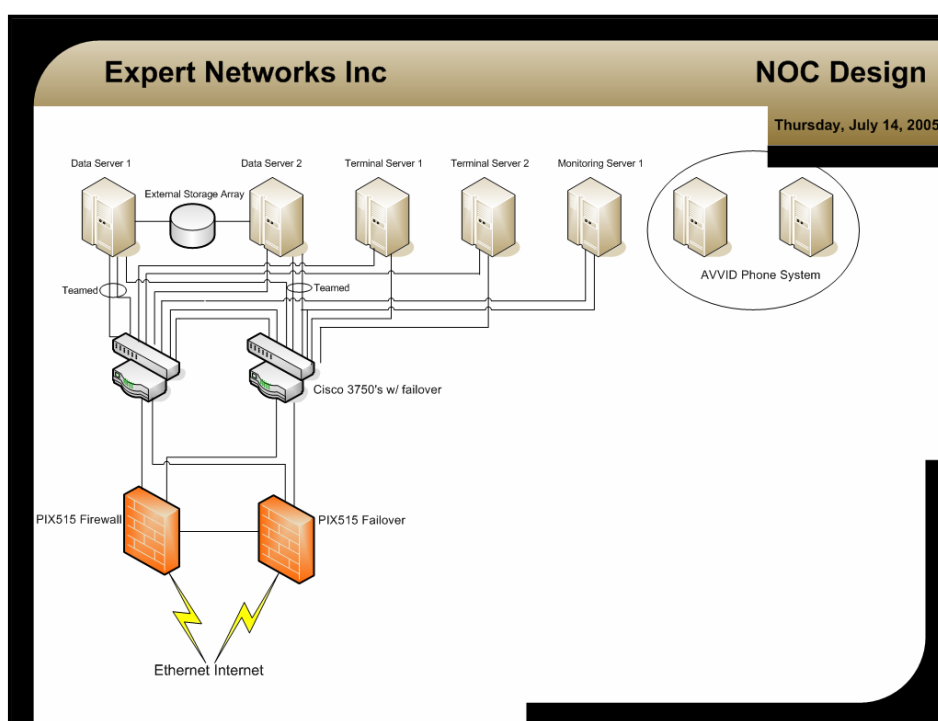 Expert Networks Inc
NOC Design
Thursday, July 14, 2005
Data Server 1
Data Server 2
Terminal Server 1
Terminal Server 2
Monitoring Server 1
External Storage Array
AVVID Phone System
Teamed
Teamed
Cisco 3750's w/ failover
PIX515 Firewall
PIX515 Failover
Ethernet Internet